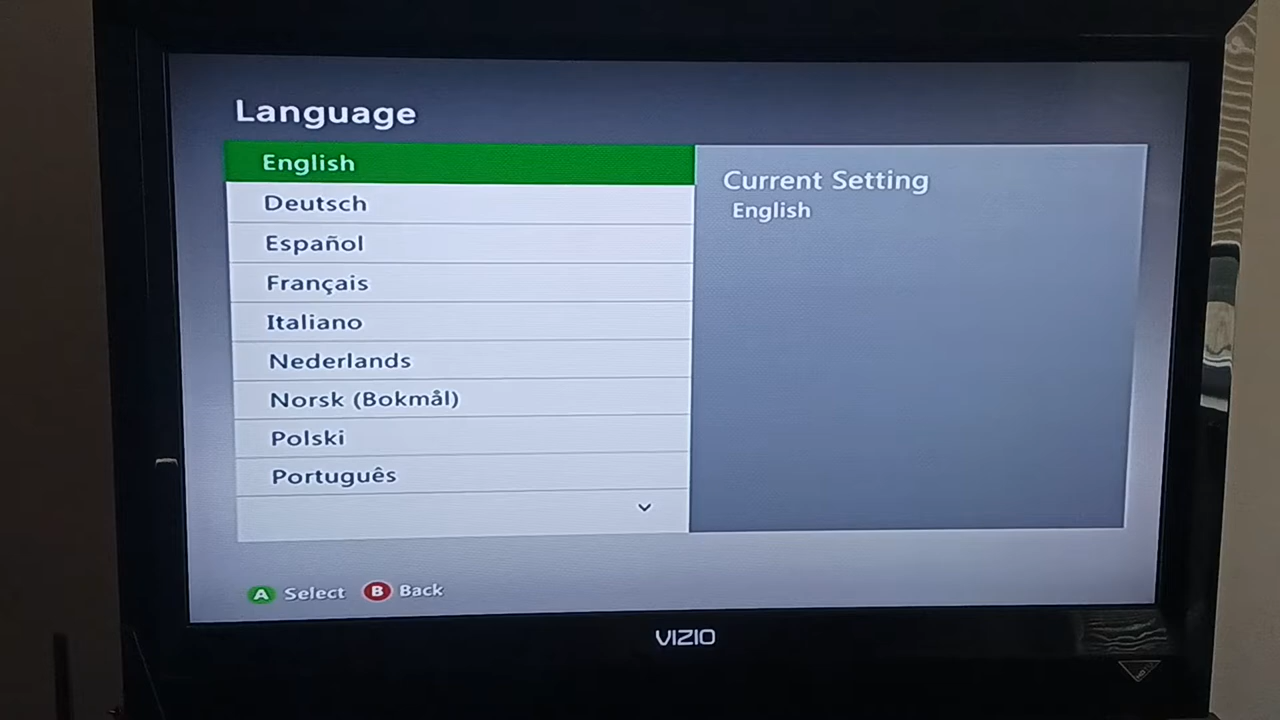 Language
English
Deutsch
Español
Français
Italiano
Nederlands
Norsk (Bokmål)
Polski
Português
Current Setting
English
A Select B Back
VIZIO